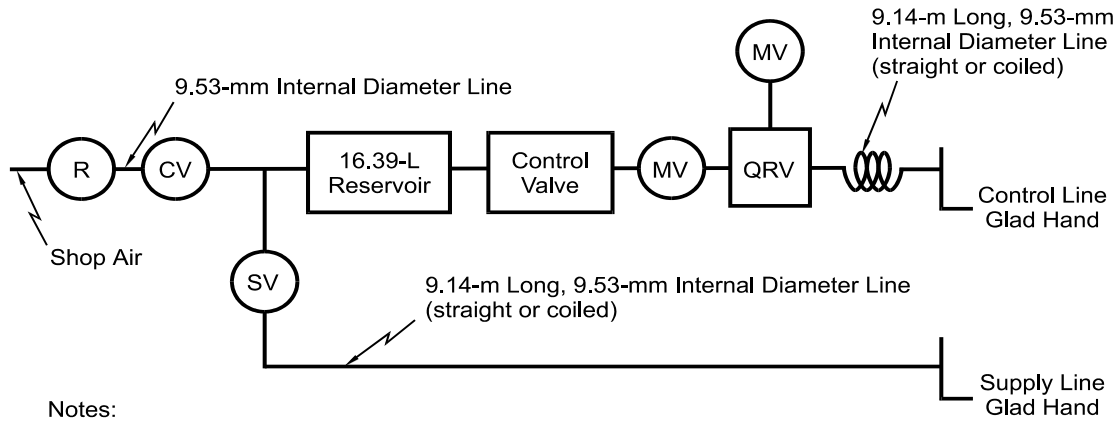 9.14-m Long, 9.53-mm
Internal Diameter Line
(straight or coiled)
MV
9.53-mm Internal Diameter Line
R
CV
16.39-L
Reservoir
Control
Valve
MV
QRV
Control Line
Glad Hand
Shop Air
SV
9.14-m Long, 9.53-mm Internal Diameter Line
(straight or coiled)
Supply Line
Glad Hand
Notes: